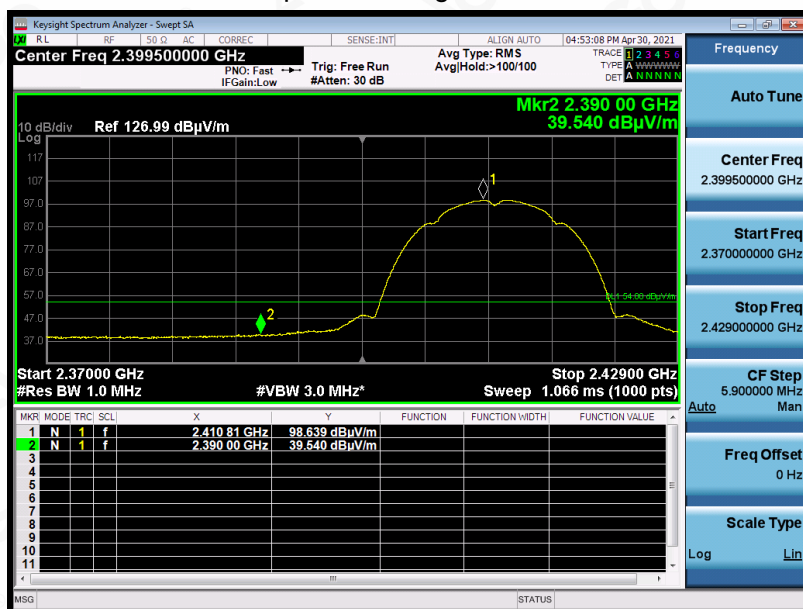 Keysight Spectrum Analyzer - Swept SA
LXI RL RF 50 Ω AC CORREC SENSE:INT ALIGN AUTO 04:53:08 PM Apr 30, 2021
Center Freq 2.399500000 GHz
PNO: Fast
IFGain:Low
Trig: Free Run
#Atten: 30 dB
Avg Type: RMS
Avg|Hold:>100/100
TRACE 1 2 3 4 5 6
TYPE A WWWWW
DET A N N N N N
Mkr2 2.390 00 GHz
39.540 dBµV/m
10 dB/div Ref 126.99 dBµV/m
Log
117
107
97.0
87.0
77.0
67.0
57.0
47.0
37.0
1
2
DL1 54.00 dBµV/m
Start 2.37000 GHz Stop 2.42900 GHz
#Res BW 1.0 MHz #VBW 3.0 MHz* Sweep 1.066 ms (1000 pts)
MKR MODE TRC SCL X Y FUNCTION FUNCTION WIDTH FUNCTION VALUE
1 N 1 f 2.410 81 GHz 98.639 dBµV/m
2 N 1 f 2.390 00 GHz 39.540 dBµV/m
3
4
5
6
7
8
9
10
11
MSG STATUS
Frequency
Auto Tune
Center Freq
2.399500000 GHz
Start Freq
2.370000000 GHz
Stop Freq
2.429000000 GHz
CF Step
5.900000 MHz
Auto Man
Freq Offset
0 Hz
Scale Type
Log Lin